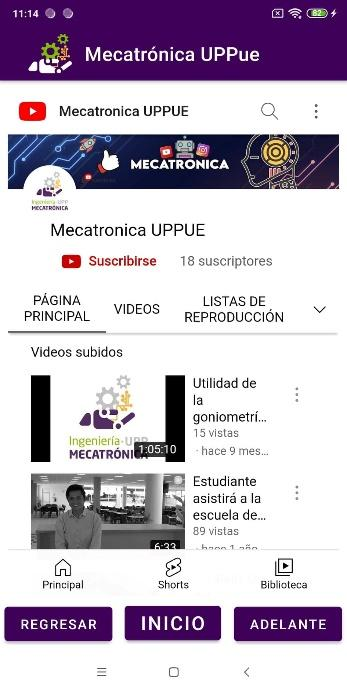 11:14
82
Mecatrónica UPPue
Mecatronica UPPUE
MECATRONICA
Ingeniería·UPP
MECATRÓNICA
Mecatronica UPPUE
Suscribirse 18 suscriptores
PÁGINA
PRINCIPAL
VIDEOS
LISTAS DE
REPRODUCCIÓN
Videos subidos
Ingeniería·UPP
MECATRÓNICA
1:05:10
Utilidad de
la
goniometrí...
15 vistas
· hace 9 mes...
6:33
Estudiante
asistirá a la
escuela de...
89 vistas
· hace 1 año
Principal
Shorts
Biblioteca
REGRESAR
INICIO
ADELANTE